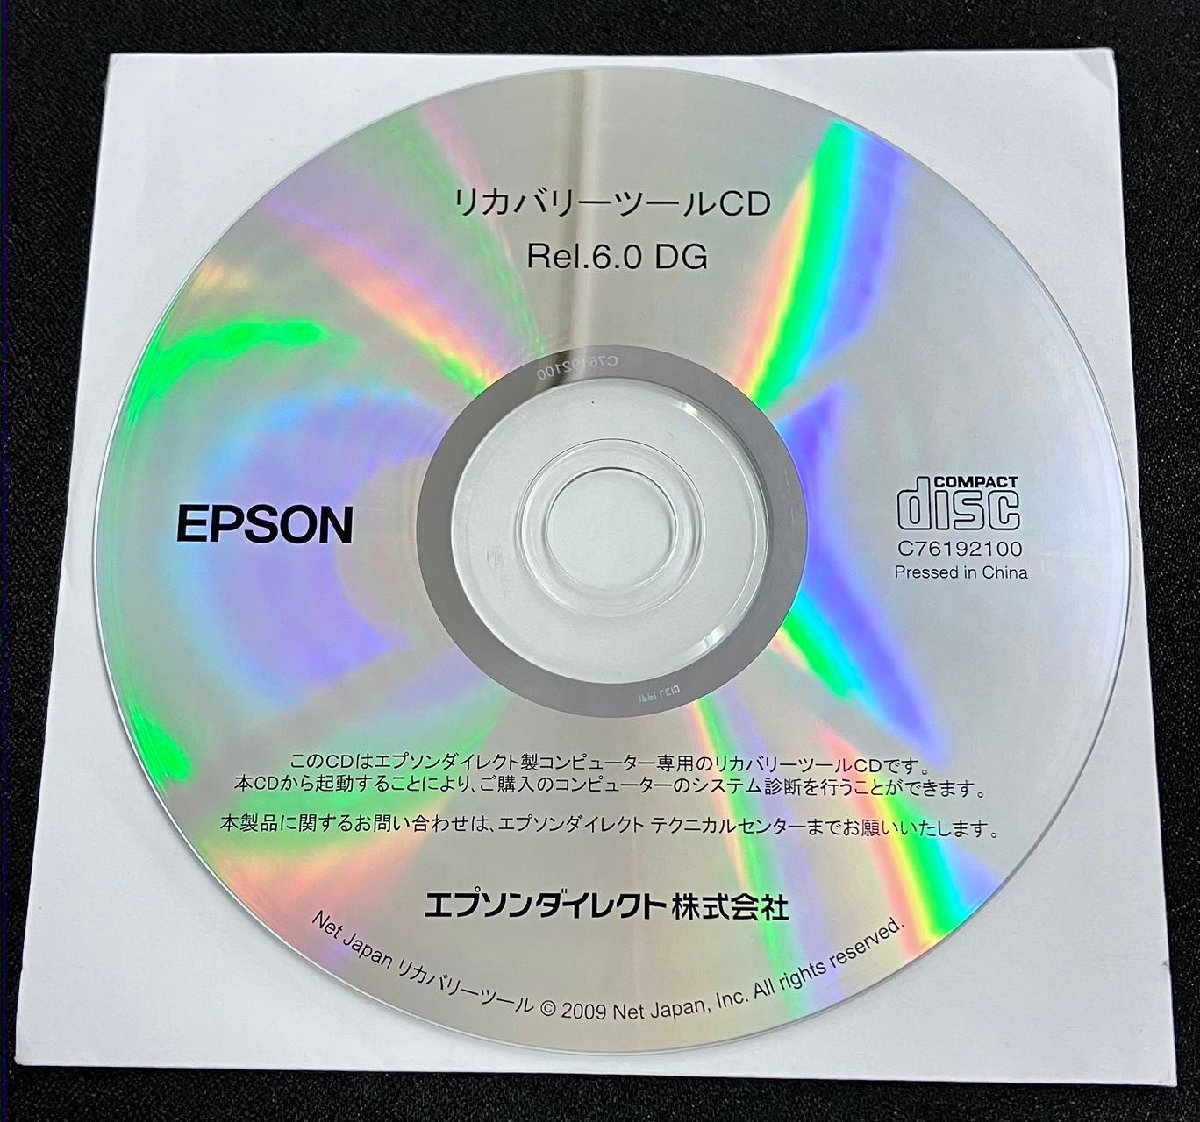 リカバリーツールCD
Rel.6.0 DG
C76192100
EPSON
COMPACT
disc
C76192100
Pressed in China
このCDはエプソンダイレクト製コンピューター専用のリカバリーツールCDです。
本CDから起動することにより、ご購入のコンピューターのシステム診断を行うことができます。
本製品に関するお問い合わせは、エプソンダイレクト テクニカルセンターまでお願いいたします。
エプソンダイレクト株式会社
Net Japan リカバリーツール © 2009 Net Japan, Inc. All rights reserved.